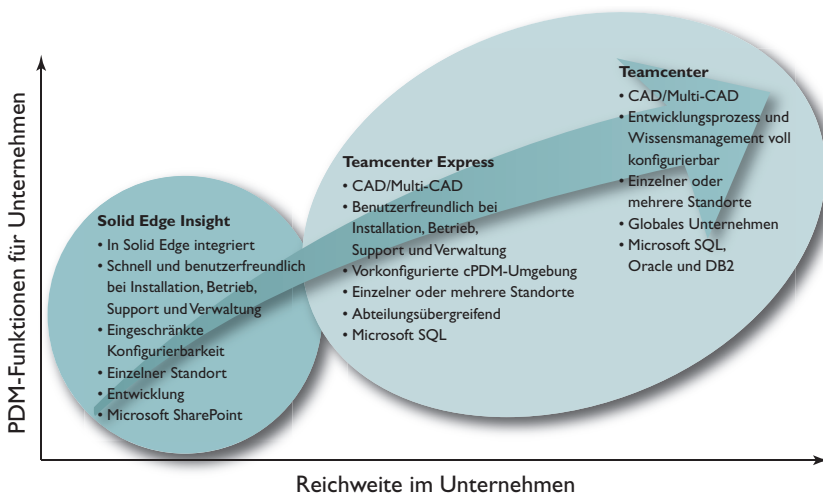 PDM-Funktionen für Unternehmen
Solid Edge Insight
• In Solid Edge integriert
• Schnell und benutzerfreundlich
bei Installation, Betrieb,
Support und Verwaltung
• Eingeschränkte
Konfigurierbarkeit
• Einzelner Standort
• Entwicklung
• Microsoft SharePoint
Teamcenter Express
• CAD/Multi-CAD
• Benutzerfreundlich bei
Installation, Betrieb,
Support und Verwaltung
• Vorkonfigurierte cPDM-Umgebung
• Einzelner oder mehrere Standorte
• Abteilungsübergreifend
• Microsoft SQL
Teamcenter
• CAD/Multi-CAD
• Entwicklungsprozess und
Wissensmanagement voll
konfigurierbar
• Einzelner oder
mehrere Standorte
• Globales Unternehmen
• Microsoft SQL,
Oracle und DB2
Reichweite im Unternehmen